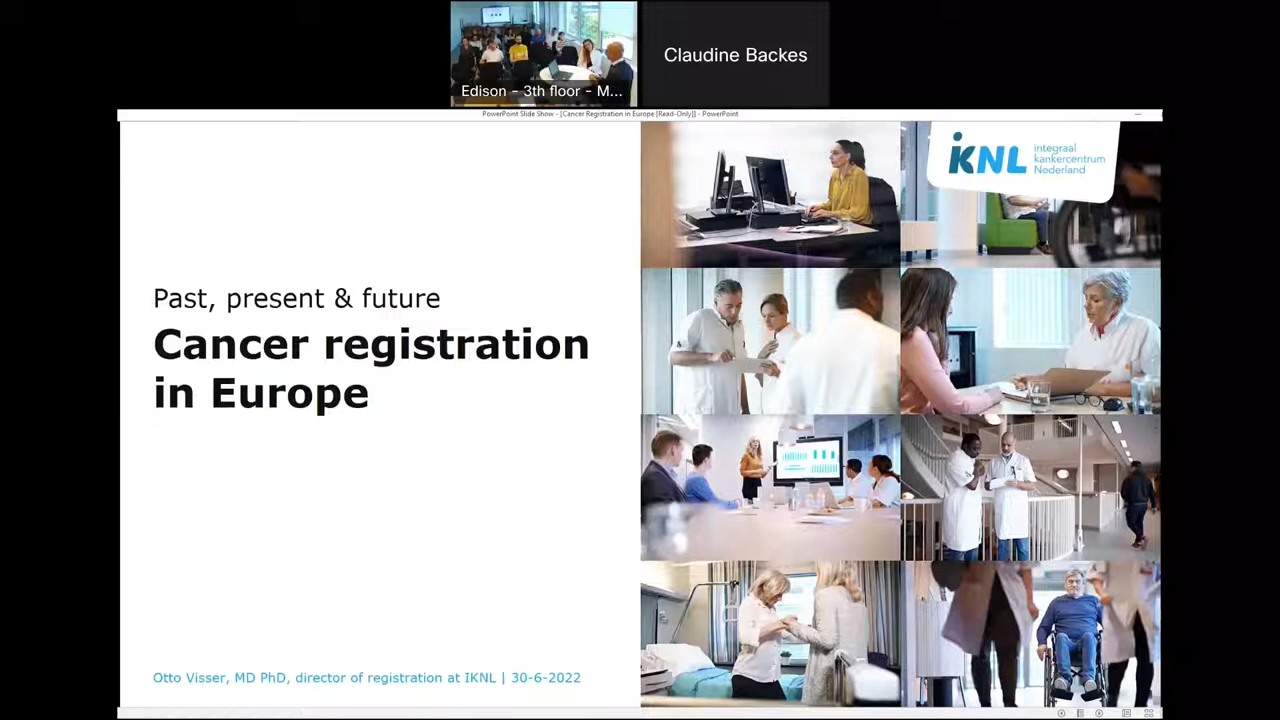 Edison - 3th floor - M...
Claudine Backes
PowerPoint Slide Show - [Cancer Registration in Europe [Read-Only]] - PowerPoint
iKNL
integraal
kankercentrum
Nederland
Past, present & future
Cancer registration
in Europe
Otto Visser, MD PhD, director of registration at IKNL | 30-6-2022